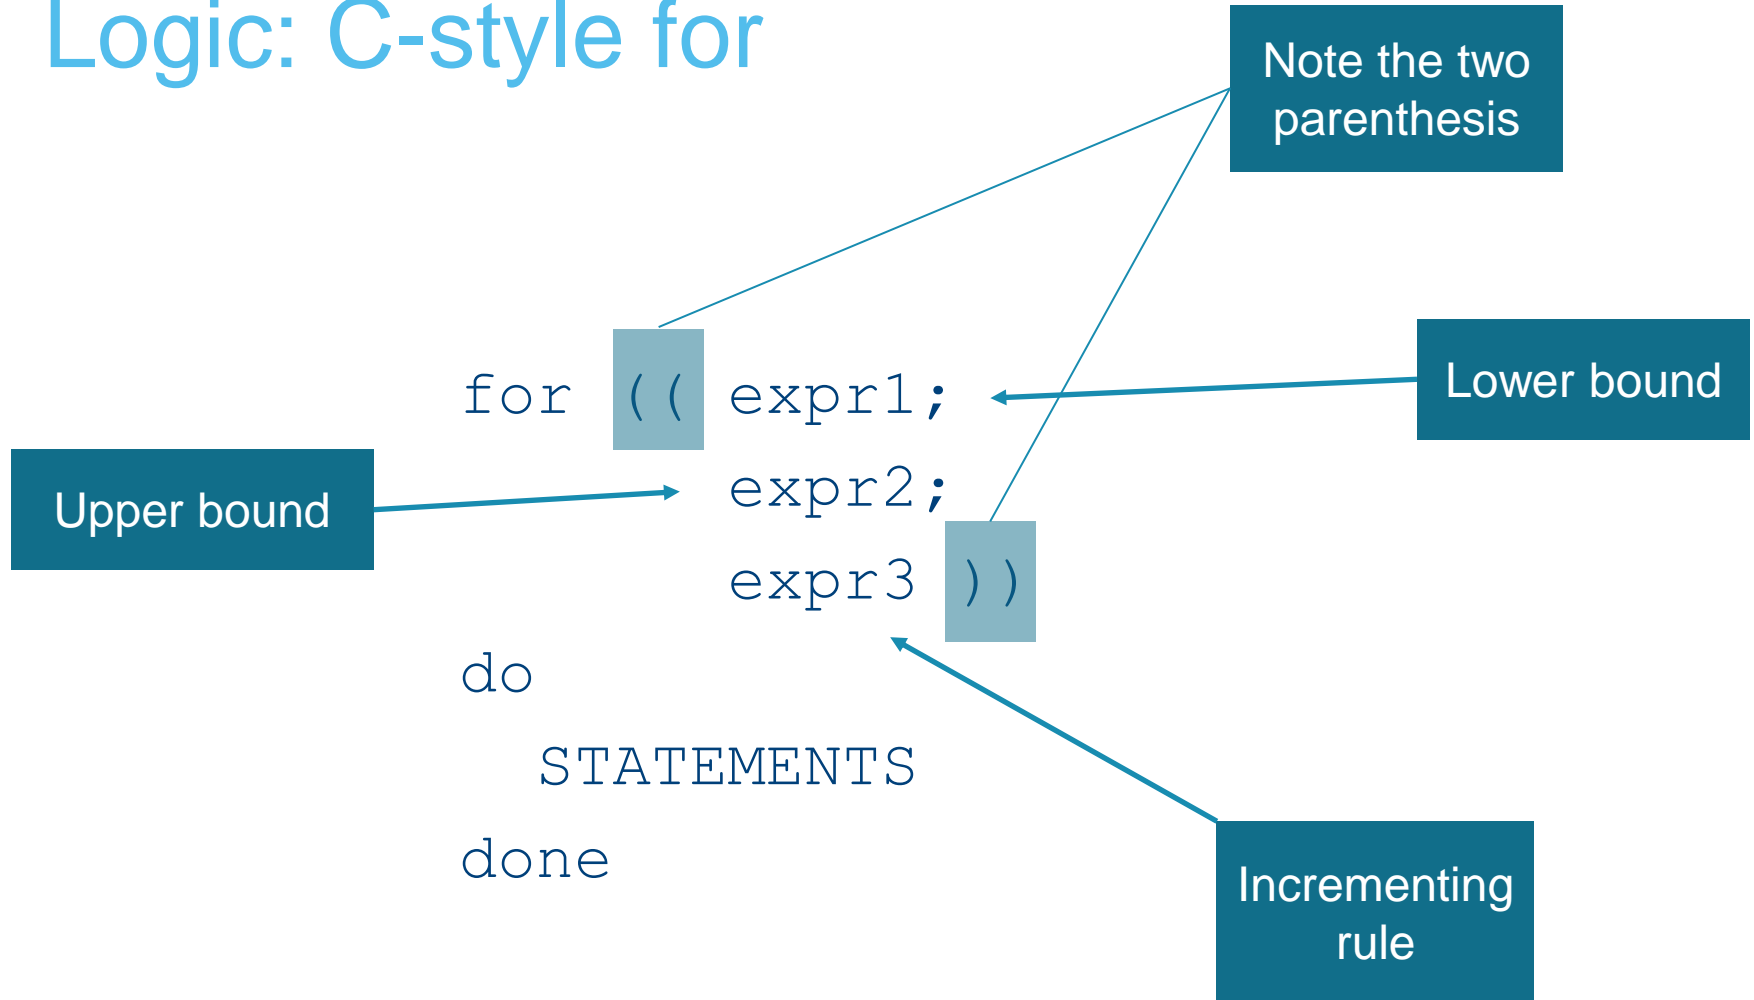 Logic: C-style for
Note the two
parenthesis
for (( expr1;
Lower bound
Upper bound
expr2;
expr3 ))
do
STATEMENTS
done
Incrementing
rule